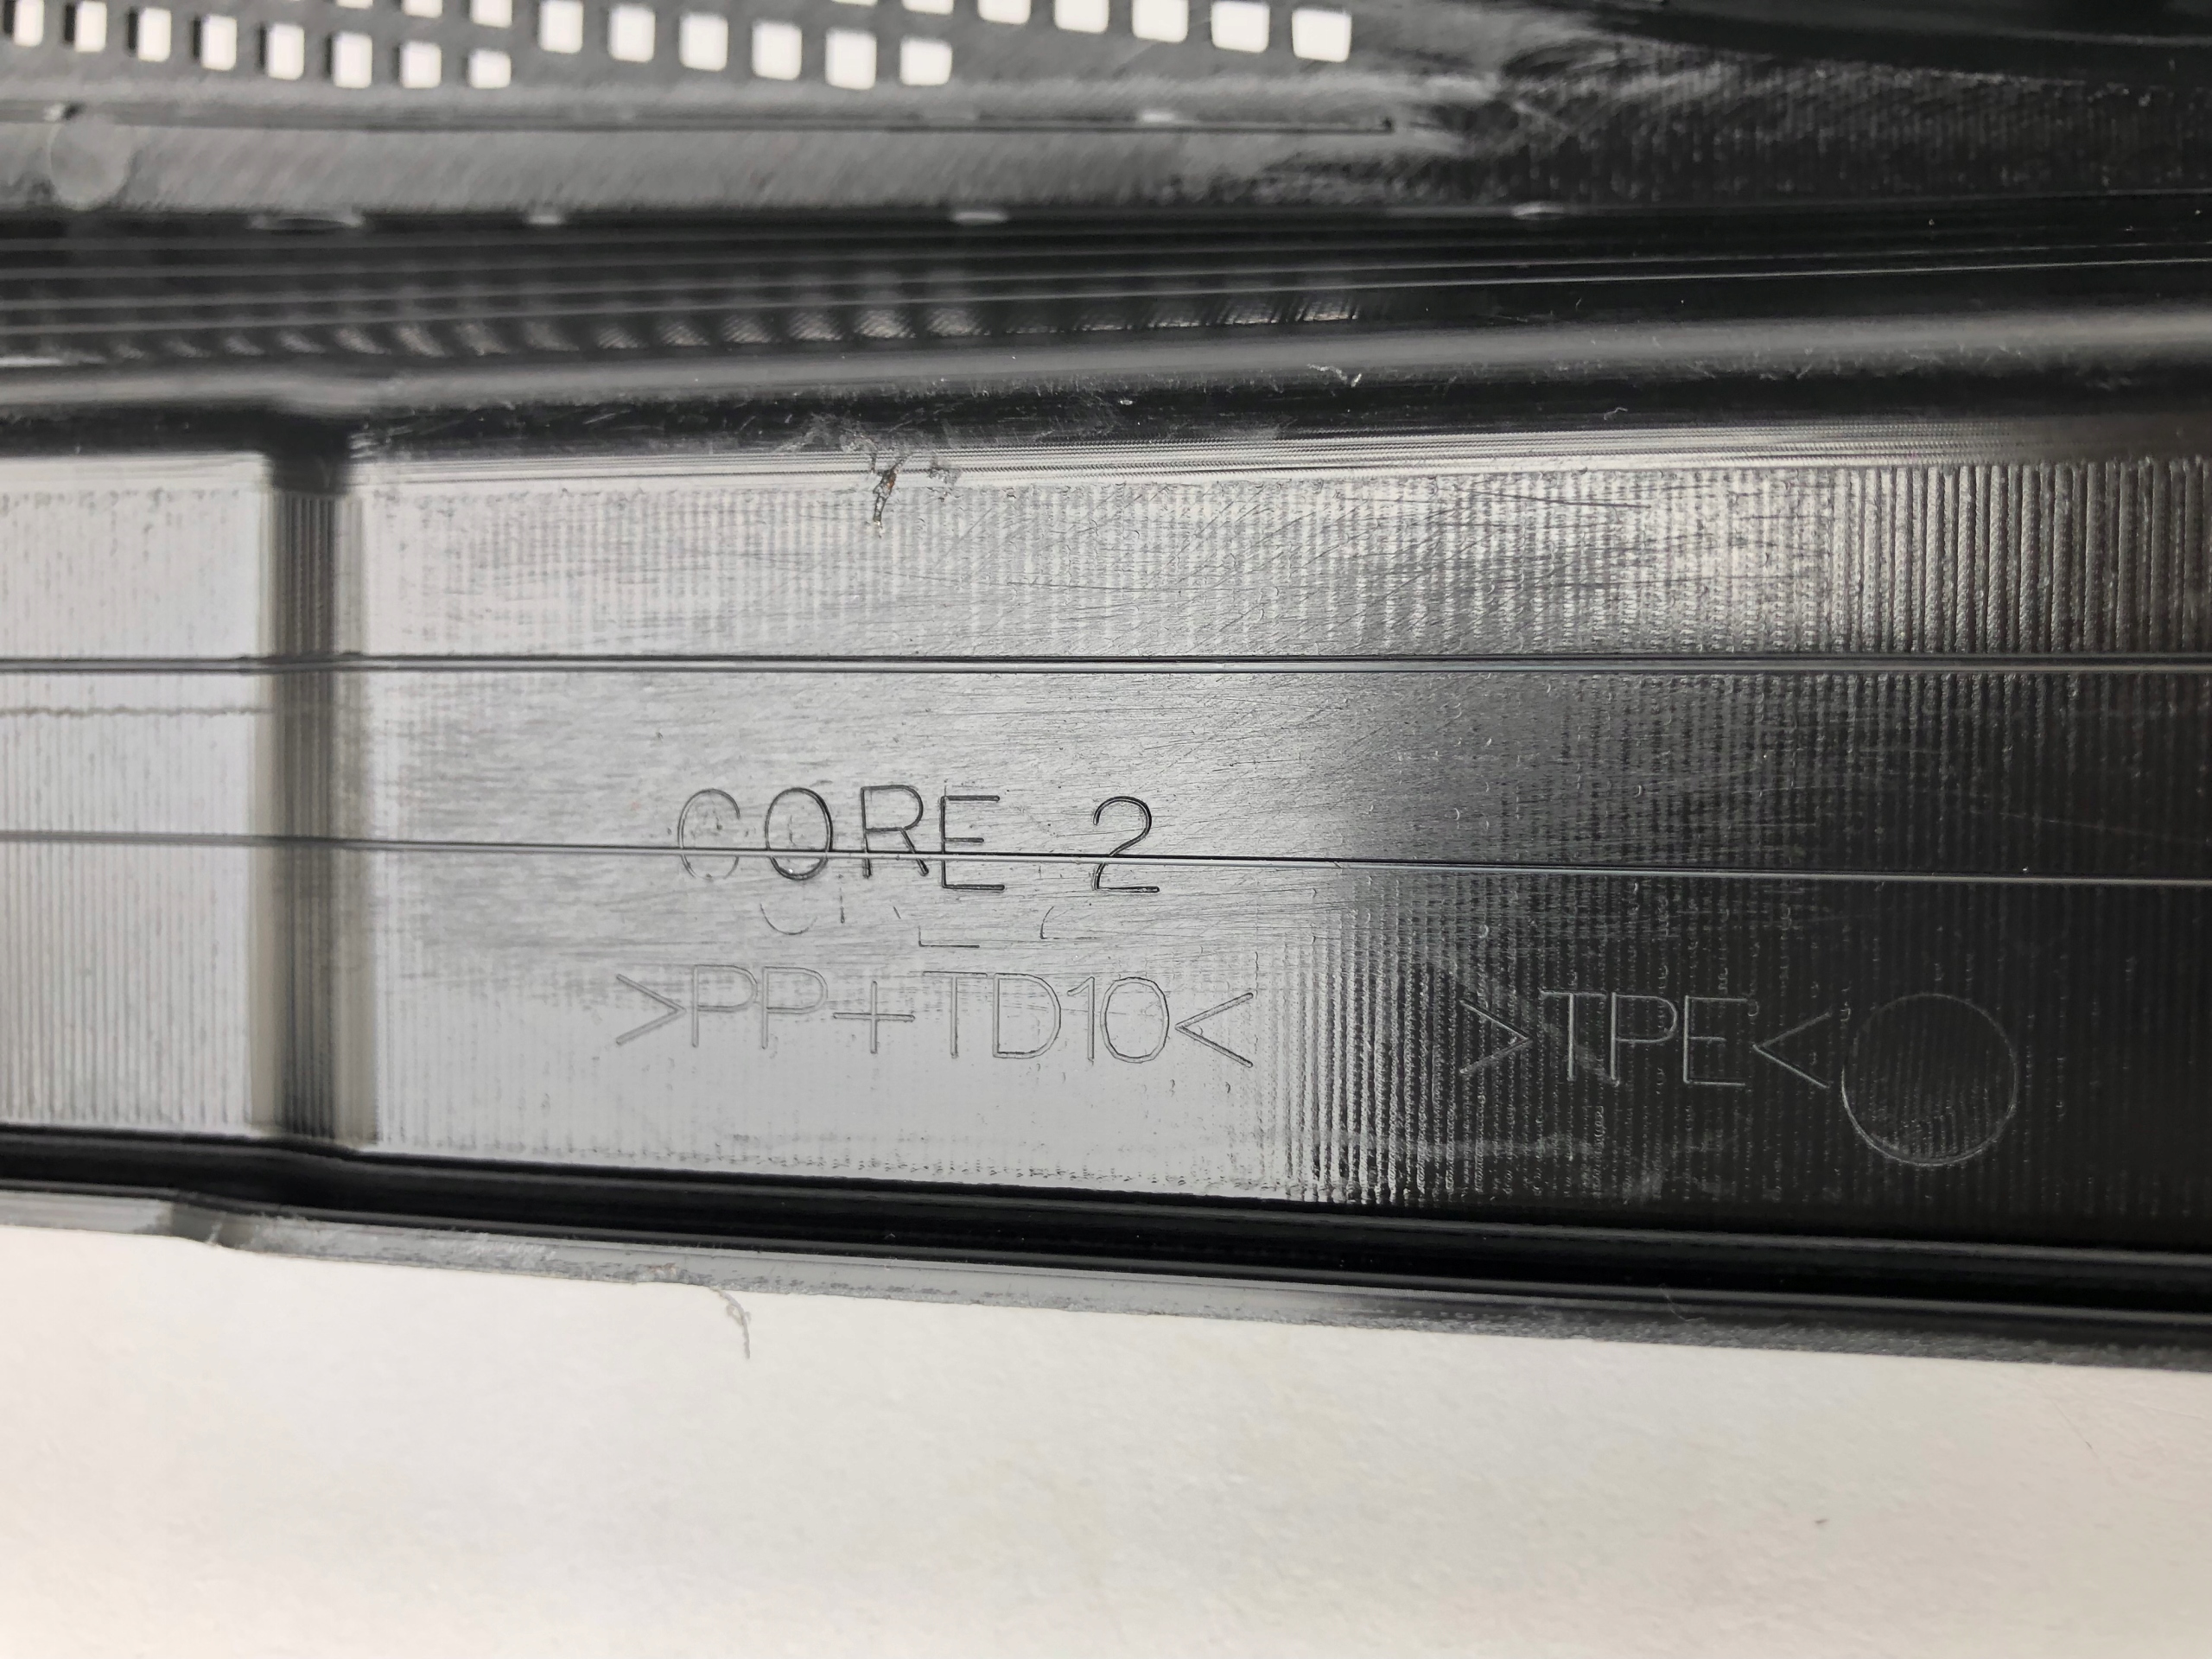 CORE 2
>PP+TD10< >TPE<